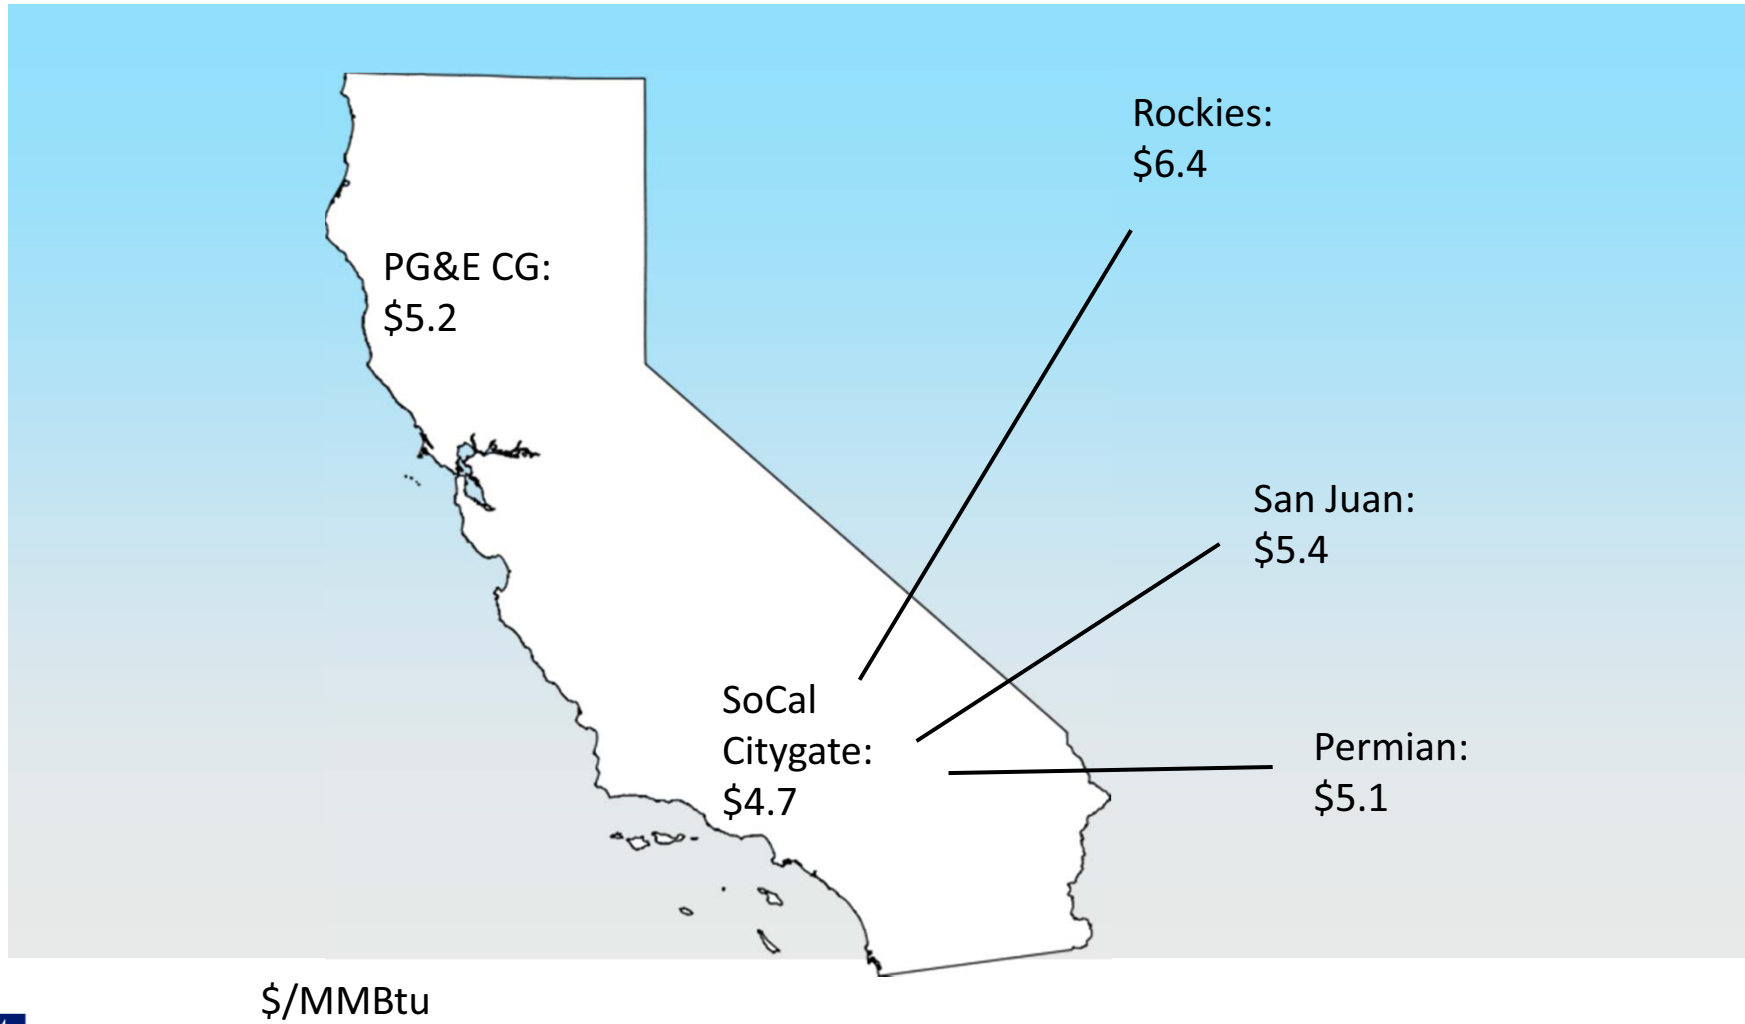 Rockies:
$6.4
PG&E CG:
$5.2
San Juan:
$5.4
SoCal
Citygate:
$4.7
Permian:
$5.1
$/MMBtu